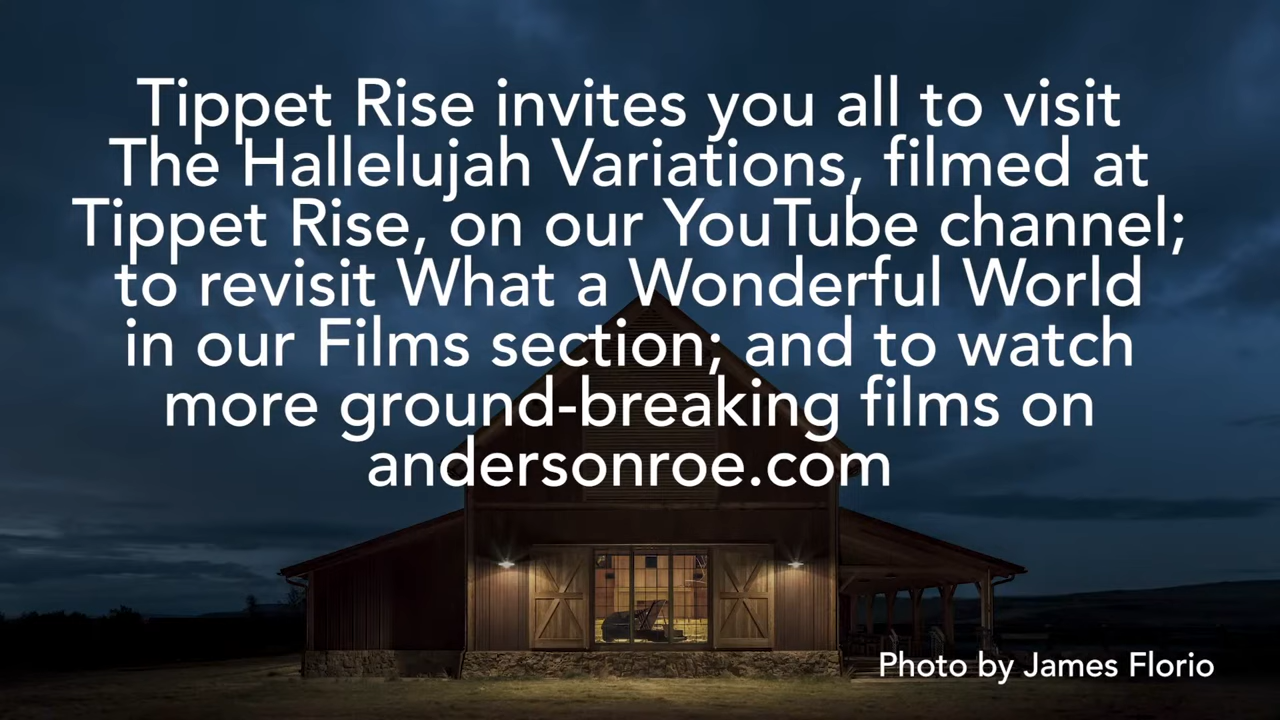 Tippet Rise invites you all to visit
The Hallelujah Variations, filmed at
Tippet Rise, on our YouTube channel;
to revisit What a Wonderful World
in our Films section; and to watch
more ground-breaking films on
andersonroe.com
Photo by James Florio